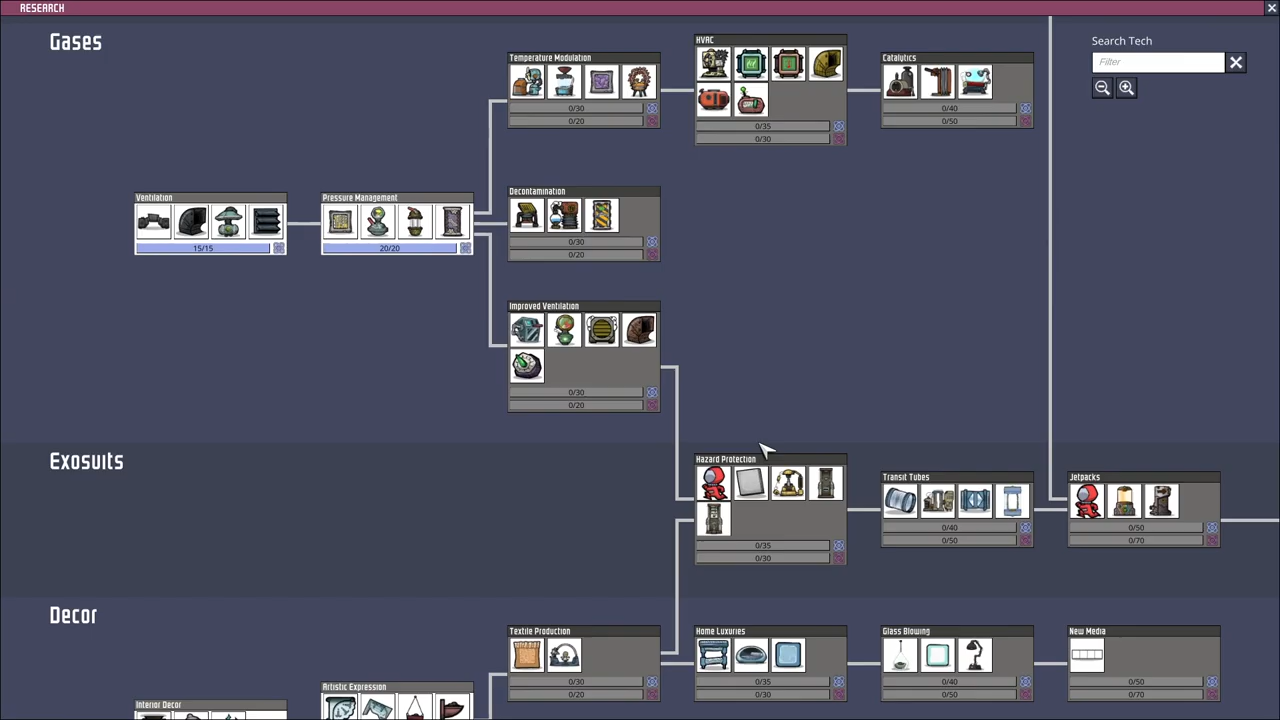 RESEARCH
Gases
Search Tech
Filter
Temperature Modulation
0/30
0/20
HVAC
0/35
0/30
Catalytics
0/40
0/50
Ventilation
15/15
Pressure Management
20/20
Decontamination
0/30
0/20
Improved Ventilation
0/30
0/20
Exosuits
Hazard Protection
0/35
0/30
Transit Tubes
0/40
0/50
Jetpacks
0/50
0/70
Decor
Textile Production
0/30
0/20
Home Luxuries
0/35
0/30
Glass Blowing
0/40
0/50
New Media
0/50
0/70
Artistic Expression
Interior Decor